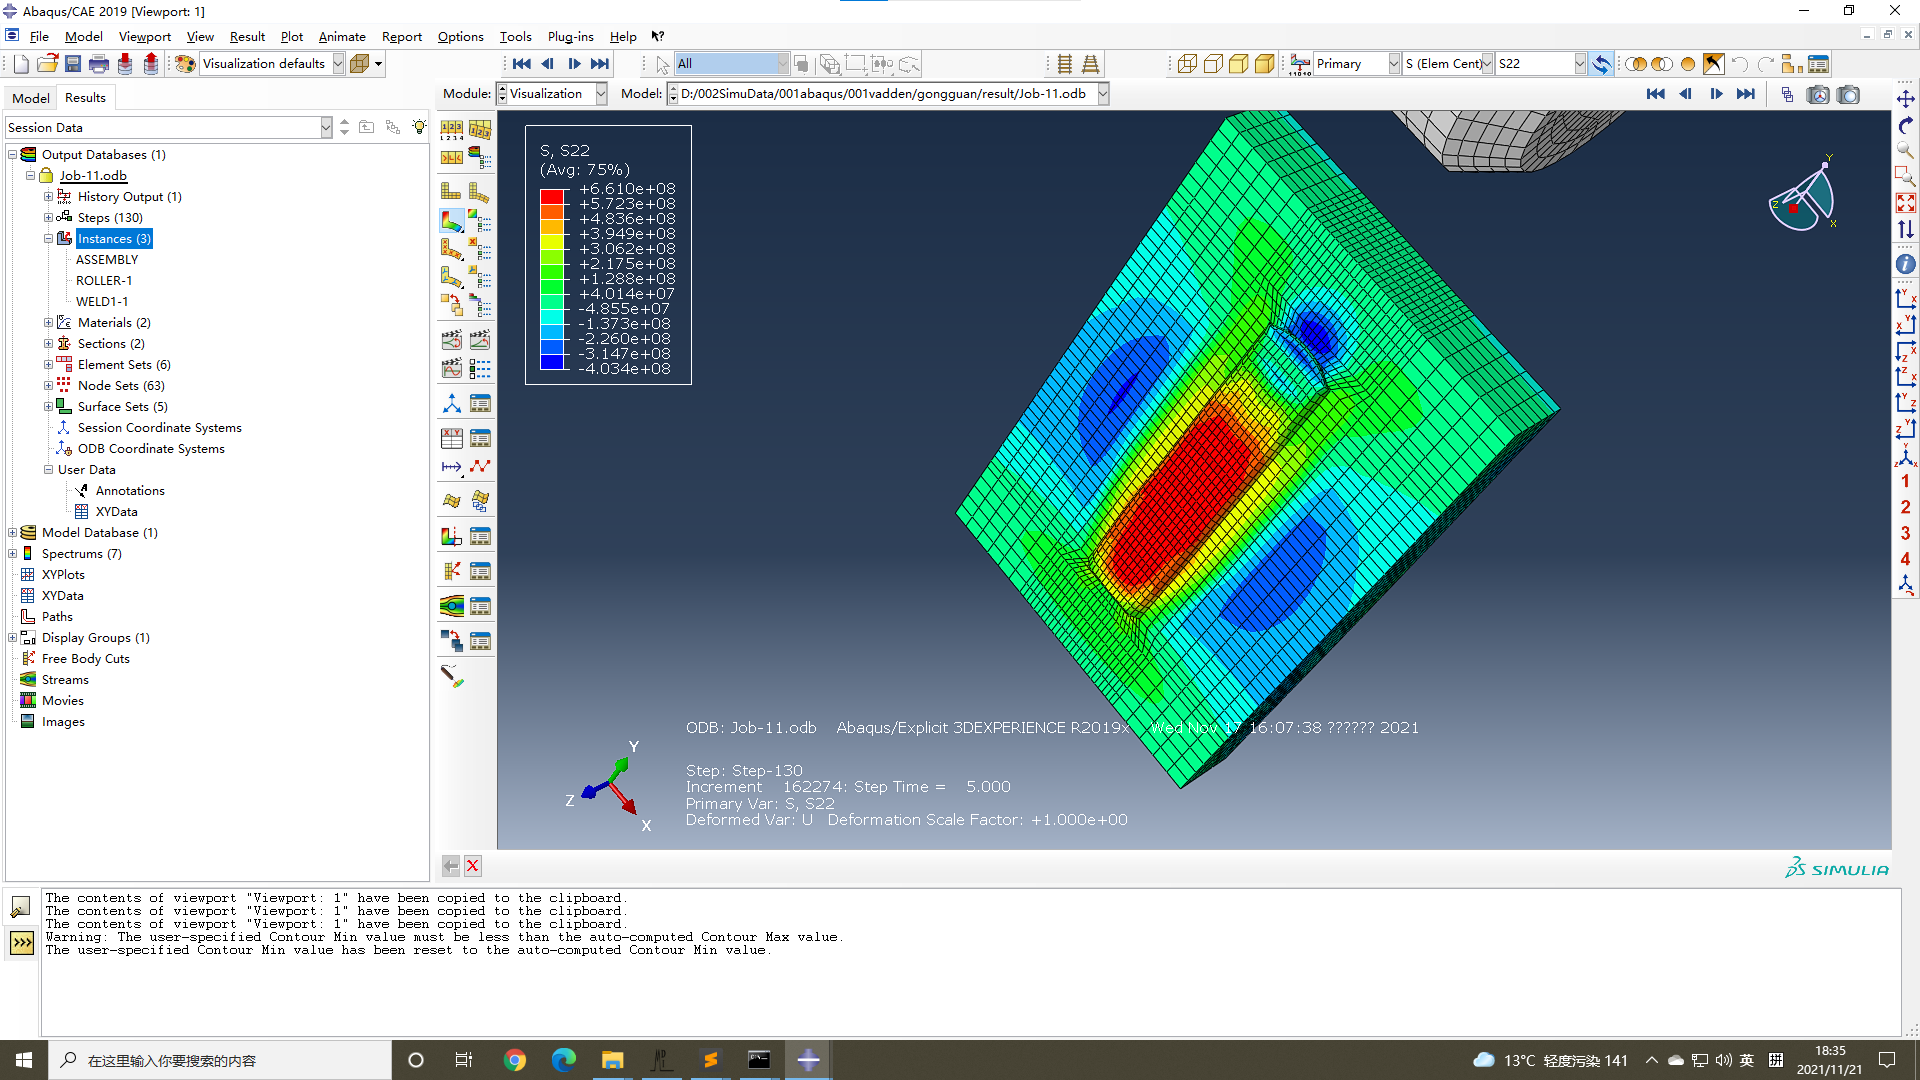 Abaqus/CAE 2019 [Viewport: 1]
File Model Viewport View Result Plot Animate Report Options Tools Plug-ins Help
Visualization defaults
All
Primary
S (Elem Cent)
S22
Model Results
Module: Visualization Model: D:/002SimuData/001abaqus/001vadden/gongguan/result/Job-11.odb
Session Data
Output Databases (1)
Job-11.odb
History Output (1)
Steps (130)
Instances (3)
ASSEMBLY
ROLLER-1
WELD1-1
Materials (2)
Sections (2)
Element Sets (6)
Node Sets (63)
Surface Sets (5)
Session Coordinate Systems
ODB Coordinate Systems
User Data
Annotations
XYData
Model Database (1)
Spectrums (7)
XYPlots
XYData
Paths
Display Groups (1)
Free Body Cuts
Streams
Movies
Images
S, S22
(Avg: 75%)
+6.610e+08
+5.723e+08
+4.836e+08
+3.949e+08
+3.062e+08
+2.175e+08
+1.288e+08
+4.014e+07
-4.855e+07
-1.373e+08
-2.260e+08
-3.147e+08
-4.034e+08
Y
Z
X
Y
Z
X
ODB: Job-11.odb Abaqus/Explicit 3DEXPERIENCE R2019x Wed Nov 17 16:07:38 ?????? 2021
Step: Step-130
Increment 162274: Step Time = 5.000
Primary Var: S, S22
Deformed Var: U Deformation Scale Factor: +1.000e+00
1
2
3
4
SIMULIA
The contents of viewport "Viewport: 1" have been copied to the clipboard.
The contents of viewport "Viewport: 1" have been copied to the clipboard.
The contents of viewport "Viewport: 1" have been copied to the clipboard.
Warning: The user-specified Contour Min value must be less than the auto-computed Contour Max value.
The user-specified Contour Min value has been reset to the auto-computed Contour Min value.
在这里输入你要搜索的内容
13°C 轻度污染 141
英
拼
18:35
2021/11/21